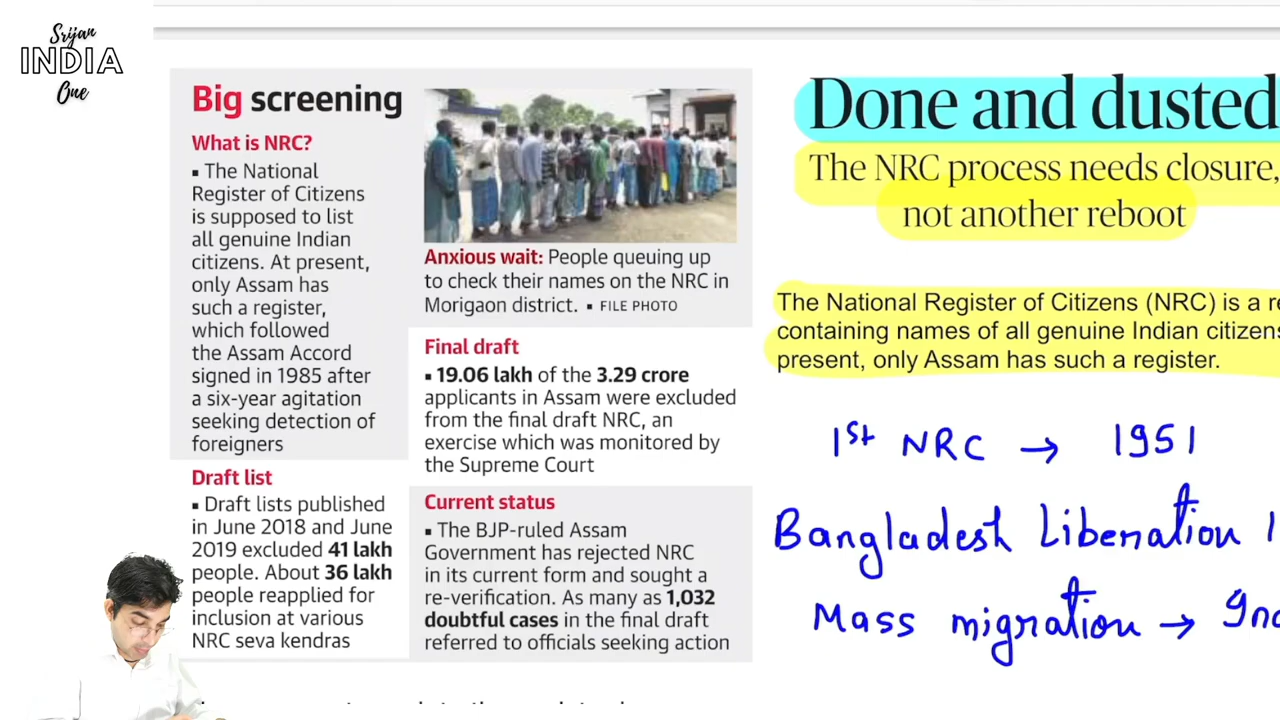 Srijan
INDIA
One
Big screening
What is NRC?
▪ The National
Register of Citizens
is supposed to list
all genuine Indian
citizens. At present,
only Assam has
such a register,
which followed
the Assam Accord
signed in 1985 after
a six-year agitation
seeking detection of
foreigners
Draft list
▪ Draft lists published
in June 2018 and June
2019 excluded 41 lakh
people. About 36 lakh
people reapplied for
inclusion at various
NRC seva kendras
Anxious wait: People queuing up
to check their names on the NRC in
Morigaon district. ▪ FILE PHOTO
Final draft
▪ 19.06 lakh of the 3.29 crore
applicants in Assam were excluded
from the final draft NRC, an
exercise which was monitored by
the Supreme Court
Current status
▪ The BJP-ruled Assam
Government has rejected NRC
in its current form and sought a
re-verification. As many as 1,032
doubtful cases in the final draft
referred to officials seeking action
Done and dusted
The NRC process needs closure,
not another reboot
The National Register of Citizens (NRC) is a
containing names of all genuine Indian citizens
present, only Assam has such a register.
1st NRC → 1951
Bangladesh Liberation
Mass migration →